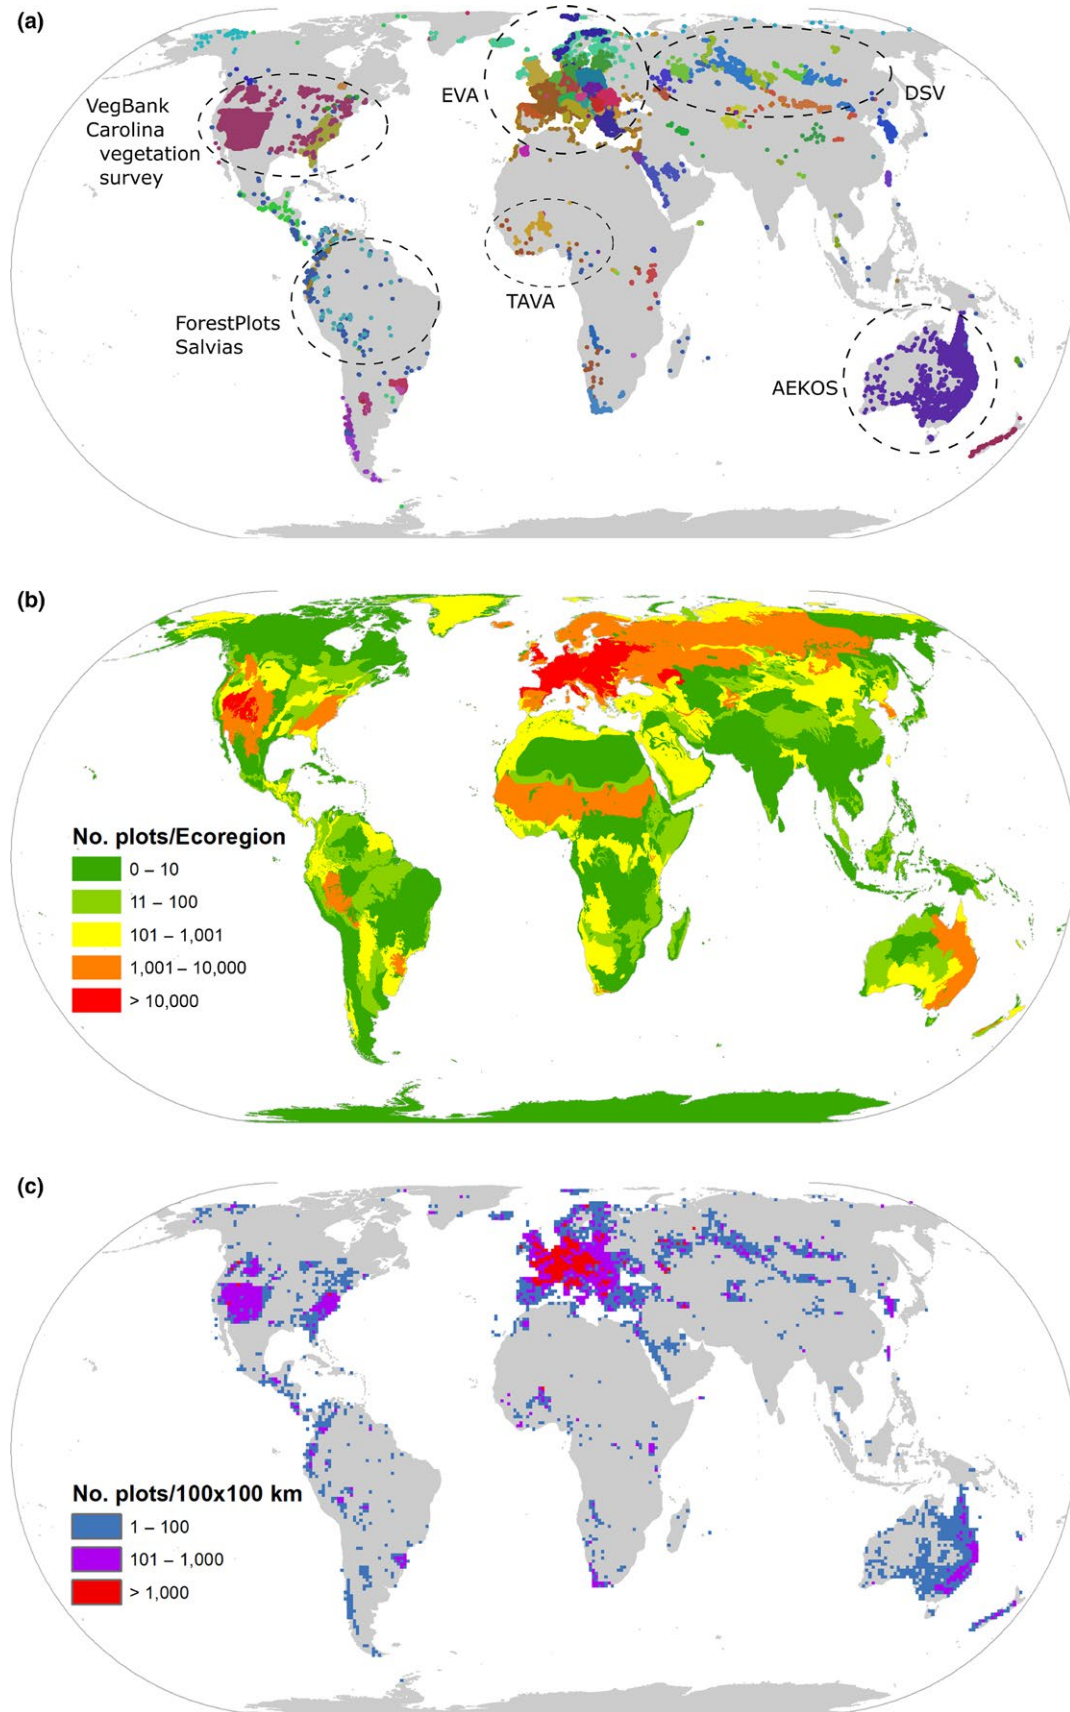 (a)
VegBank
Carolina
vegetation
survey
EVA
DSV
TAVA
ForestPlots
Salvias
AEKOS
(b)
No. plots/Ecoregion
0 – 10
11 – 100
101 – 1,001
1,001 – 10,000
> 10,000
(c)
No. plots/100x100 km
1 – 100
101 – 1,000
> 1,000